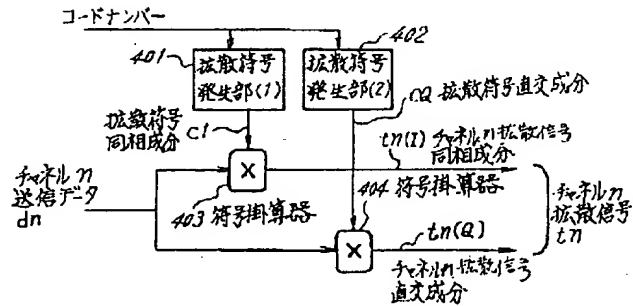 コードナンバー
401
402
拡散符号
発生部(1)
拡散符号
発生部(2)
CQ 拡散符号直交成分
拡散符号
同相成分
CI
tn(I) チャネルn拡散信号
同相成分
チャネルn
送信データ
dn
×
403 符号掛算器
404 符号掛算器
×
tn(Q)
チャネルn拡散信号
直交成分
チャネルn
拡散信号
tn